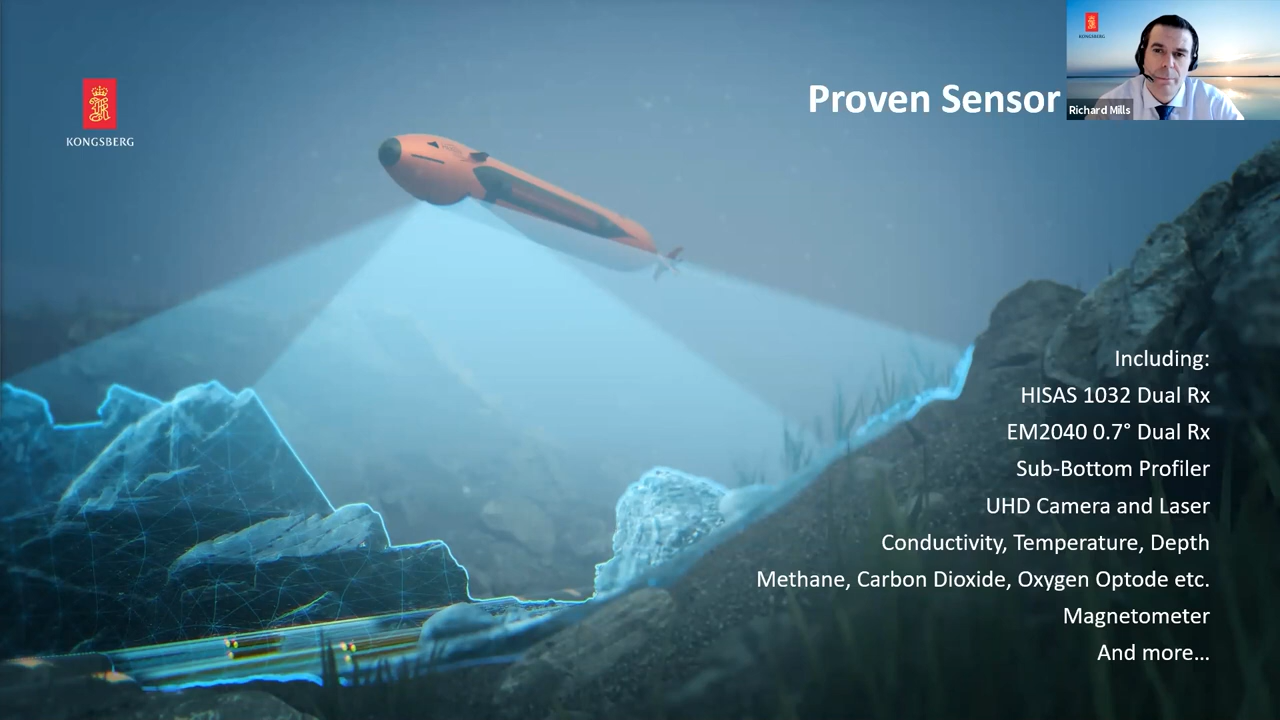 KONGSBERG
Proven Sensor
KONGSBERG
Richard Mills
Including:
HISAS 1032 Dual Rx
EM2040 0.7° Dual Rx
Sub-Bottom Profiler
UHD Camera and Laser
Conductivity, Temperature, Depth
Methane, Carbon Dioxide, Oxygen Optode etc.
Magnetometer
And more...